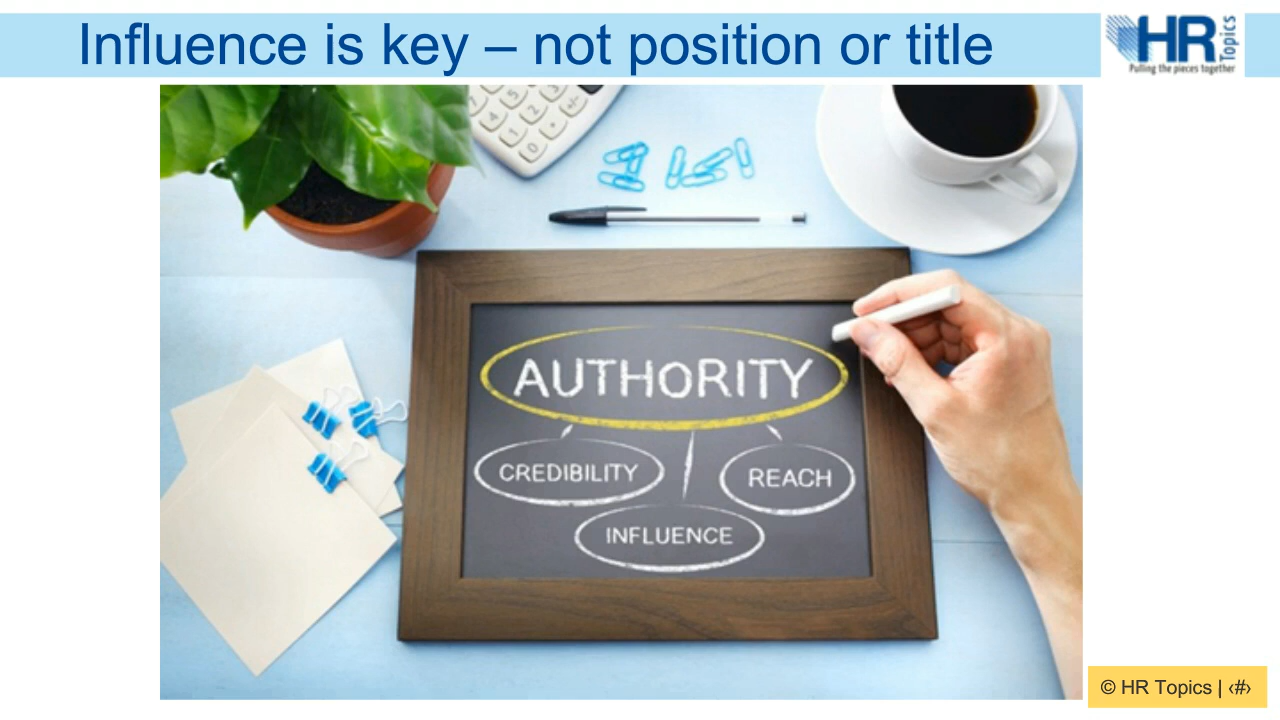 Influence is key – not position or title
HR Topics
Pulling the pieces together
AUTHORITY
CREDIBILITY
REACH
INFLUENCE
© HR Topics | ‹#›